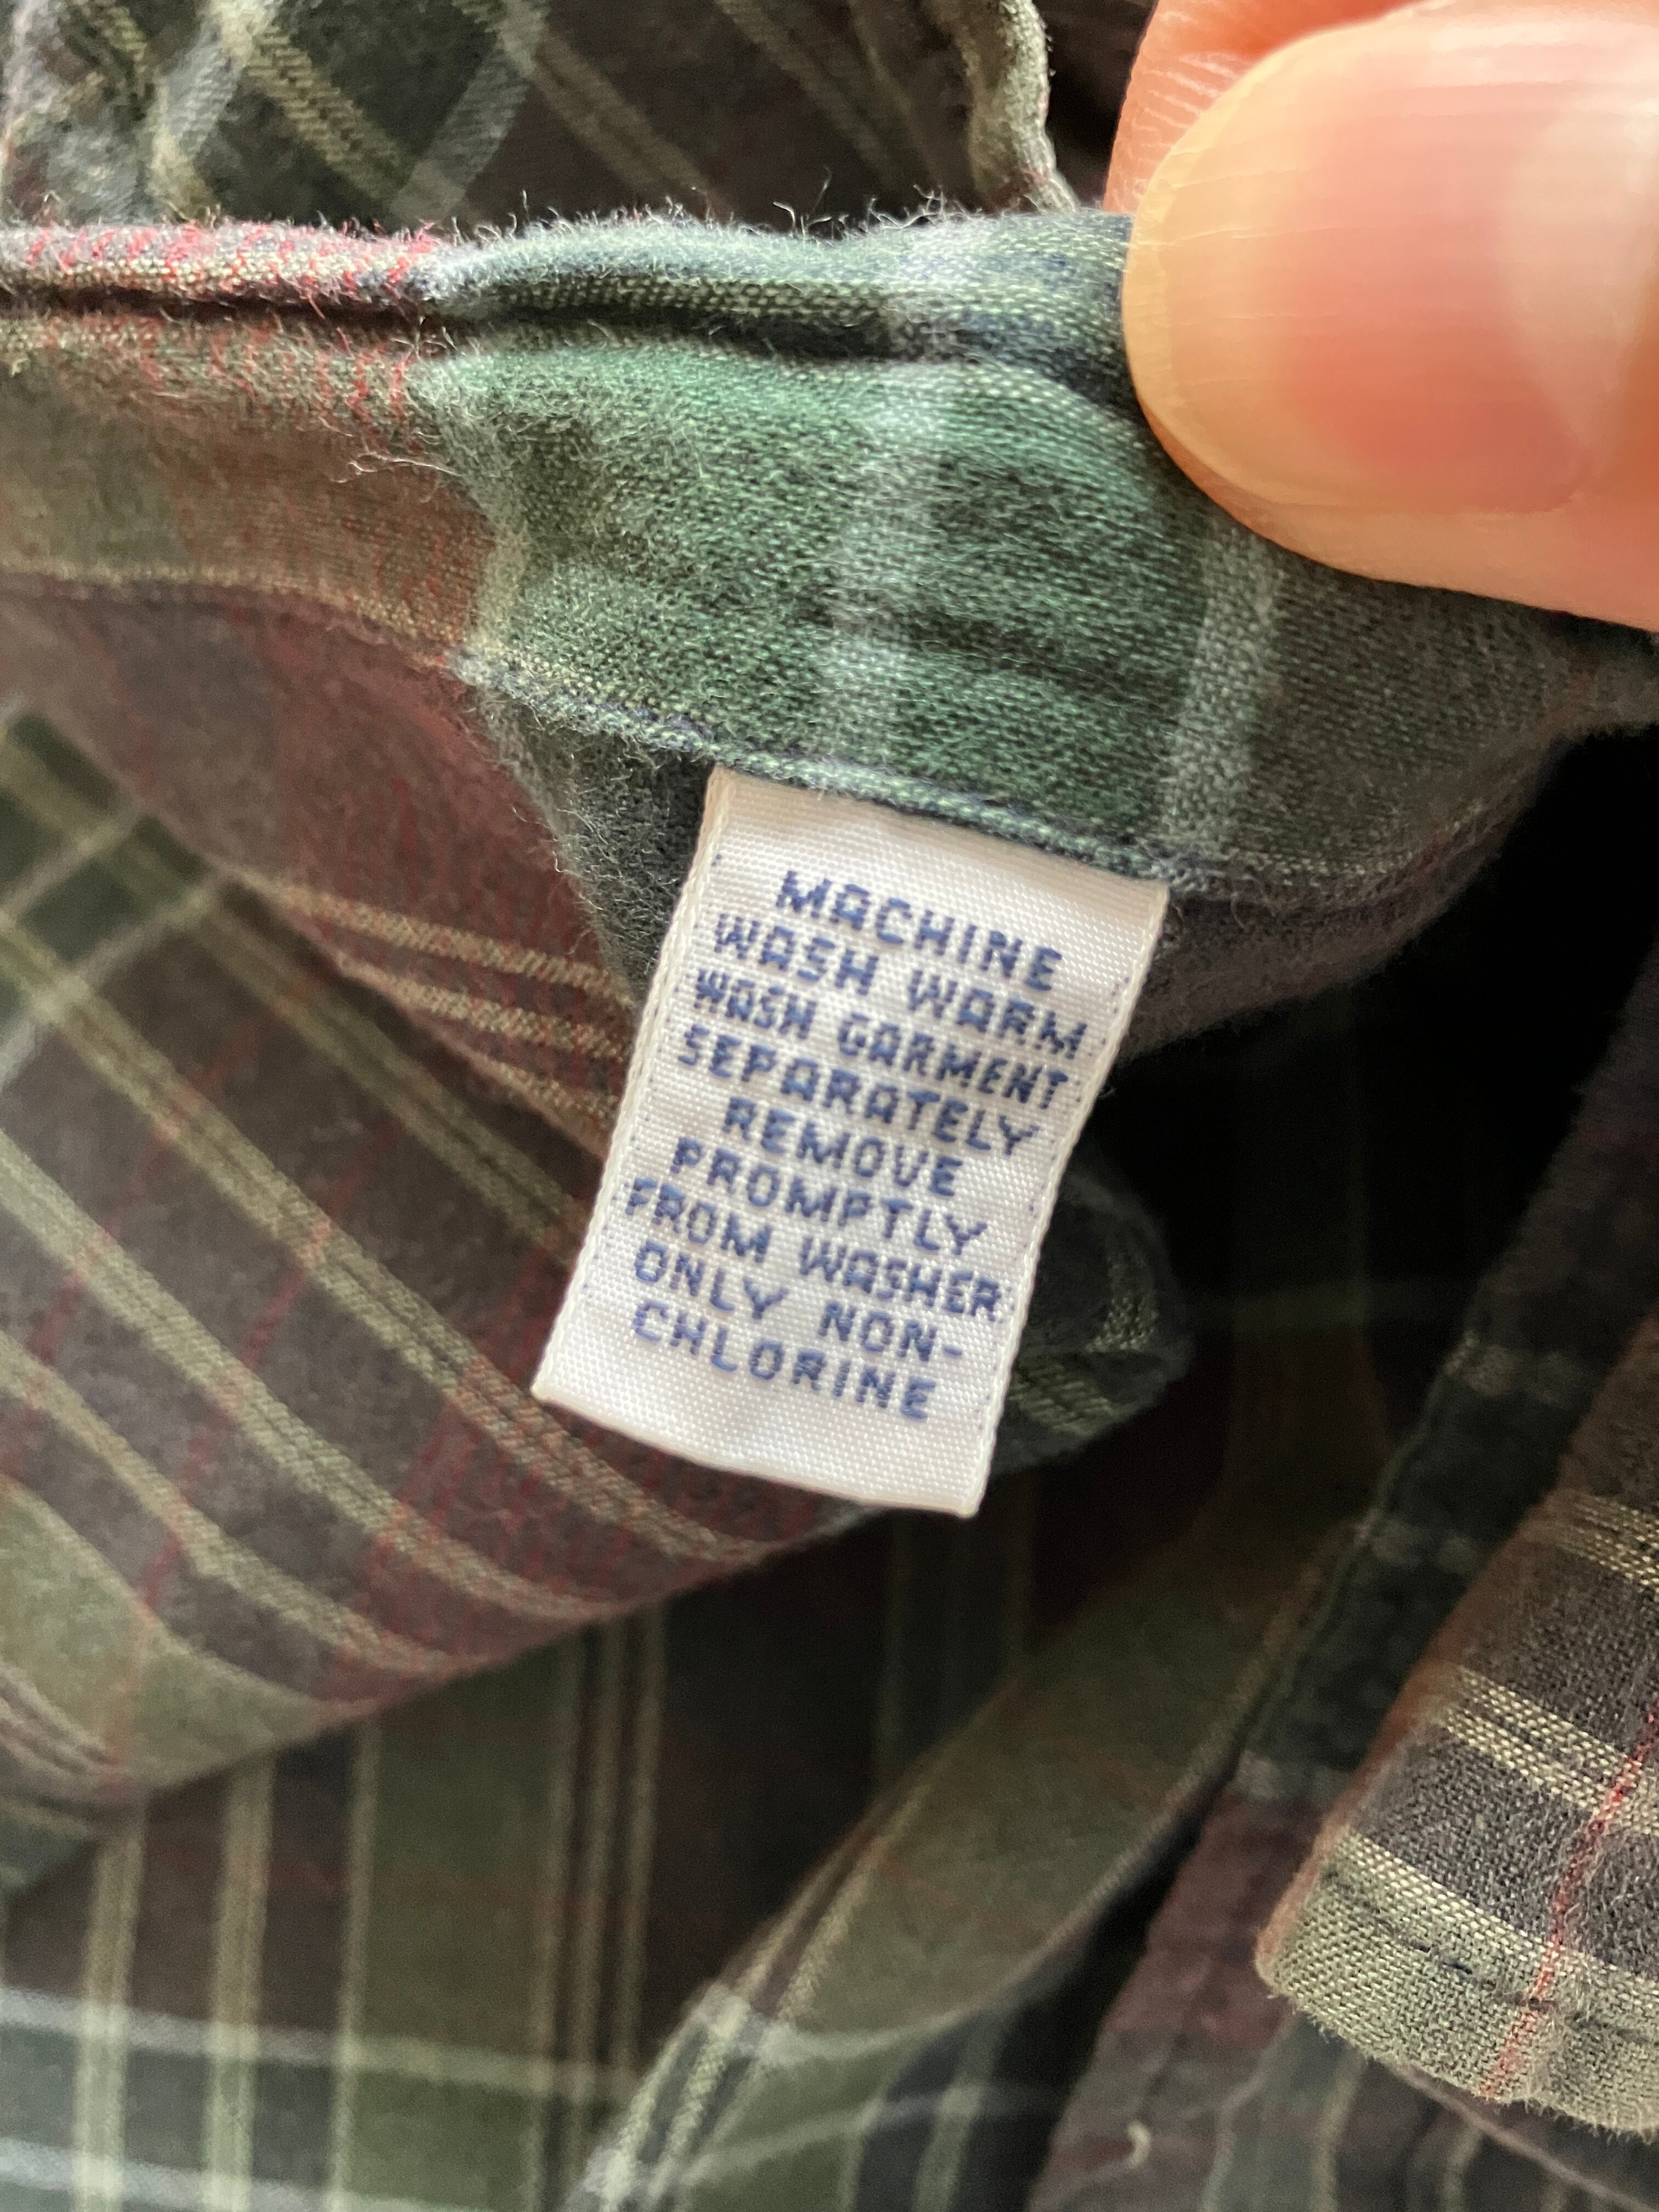 MACHINE
WASH WARM
WASH GARMENT
SEPARATELY
REMOVE
PROMPTLY
FROM WASHER
ONLY NON-
CHLORINE